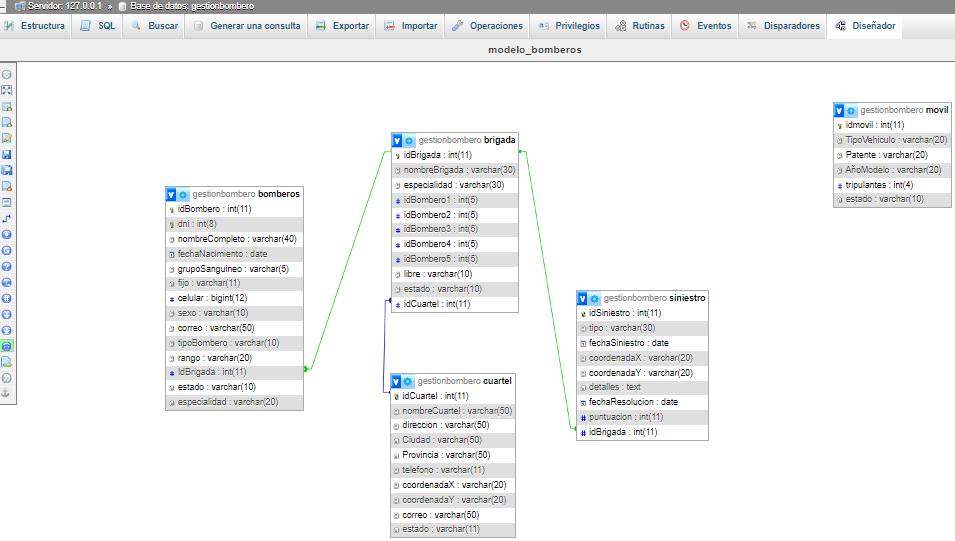 Servidor: 127.0.0.1 » Base de datos: gestionbombero
Estructura SQL Buscar Generar una consulta Exportar Importar Operaciones Privilegios Rutinas Eventos Disparadores Diseñador
modelo_bomberos
gestionbombero bomberos
idBombero : int(11)
dni : int(8)
nombreCompleto : varchar(40)
fechaNacimiento : date
grupoSanguineo : varchar(5)
fijo : varchar(11)
celular : bigint(12)
sexo : varchar(10)
correo : varchar(50)
tipoBombero : varchar(10)
rango : varchar(20)
IdBrigada : int(11)
estado : varchar(10)
especialidad : varchar(20)
gestionbombero brigada
idBrigada : int(11)
nombreBrigada : varchar(30)
especialidad : varchar(30)
idBombero1 : int(5)
idBombero2 : int(5)
idBombero3 : int(5)
idBombero4 : int(5)
idBombero5 : int(5)
libre : varchar(10)
estado : varchar(10)
idCuartel : int(11)
gestionbombero cuartel
idCuartel : int(11)
nombreCuartel : varchar(50)
direccion : varchar(50)
Ciudad : varchar(50)
Provincia : varchar(50)
telefono : varchar(11)
coordenadaX : varchar(20)
coordenadaY : varchar(20)
correo : varchar(50)
estado : varchar(11)
gestionbombero siniestro
idSiniestro : int(11)
tipo : varchar(30)
fechaSiniestro : date
coordenadaX : varchar(20)
coordenadaY : varchar(20)
detalles : text
fechaResolucion : date
puntuacion : int(11)
idBrigada : int(11)
gestionbombero movil
idmovil : int(11)
TipoVehiculo : varchar(20)
Patente : varchar(20)
AñoModelo : varchar(20)
tripulantes : int(4)
estado : varchar(10)